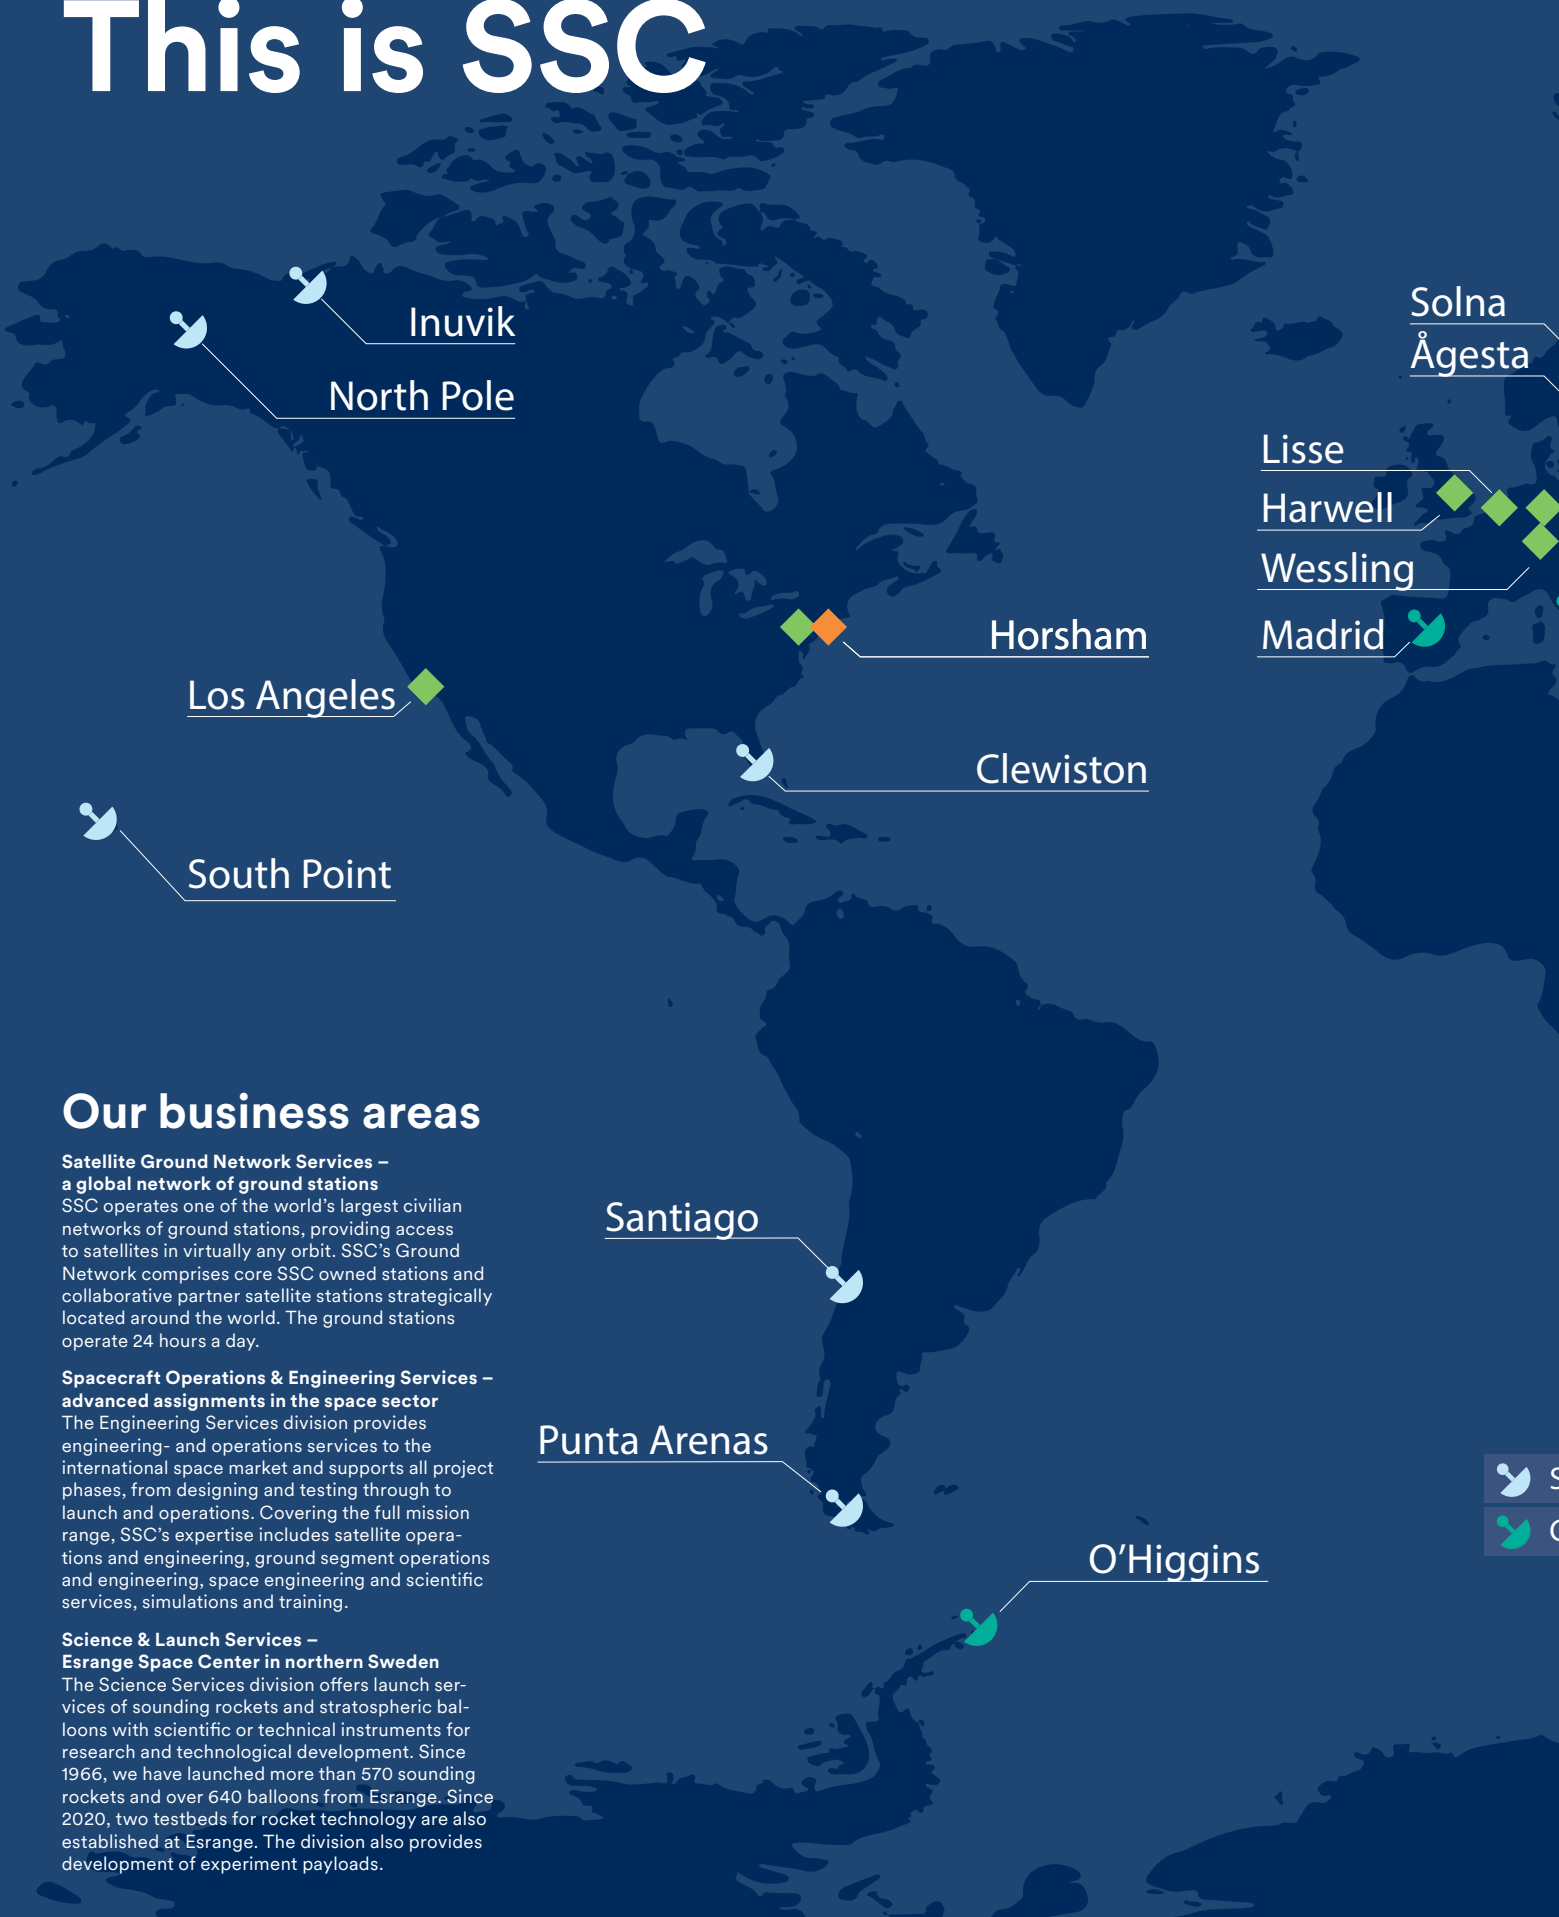 This is SSC
Inuvik
North Pole
Solna
Ågesta
Lisse
Harwell
Wessling
Madrid
Horsham
Los Angeles
Clewiston
South Point
Our business areas
Satellite Ground Network Services –
a global network of ground stations
SSC operates one of the world’s largest civilian
networks of ground stations, providing access
to satellites in virtually any orbit. SSC’s Ground
Network comprises core SSC owned stations and
collaborative partner satellite stations strategically
located around the world. The ground stations
operate 24 hours a day.
Spacecraft Operations & Engineering Services –
advanced assignments in the space sector
The Engineering Services division provides
engineering- and operations services to the
international space market and supports all project
phases, from designing and testing through to
launch and operations. Covering the full mission
range, SSC’s expertise includes satellite opera-
tions and engineering, ground segment operations
and engineering, space engineering and scientific
services, simulations and training.
Science & Launch Services –
Esrange Space Center in northern Sweden
The Science Services division offers launch ser-
vices of sounding rockets and stratospheric bal-
loons with scientific or technical instruments for
research and technological development. Since
1966, we have launched more than 570 sounding
rockets and over 640 balloons from Esrange. Since
2020, two testbeds for rocket technology are also
established at Esrange. The division also provides
development of experiment payloads.
Santiago
Punta Arenas
O’Higgins